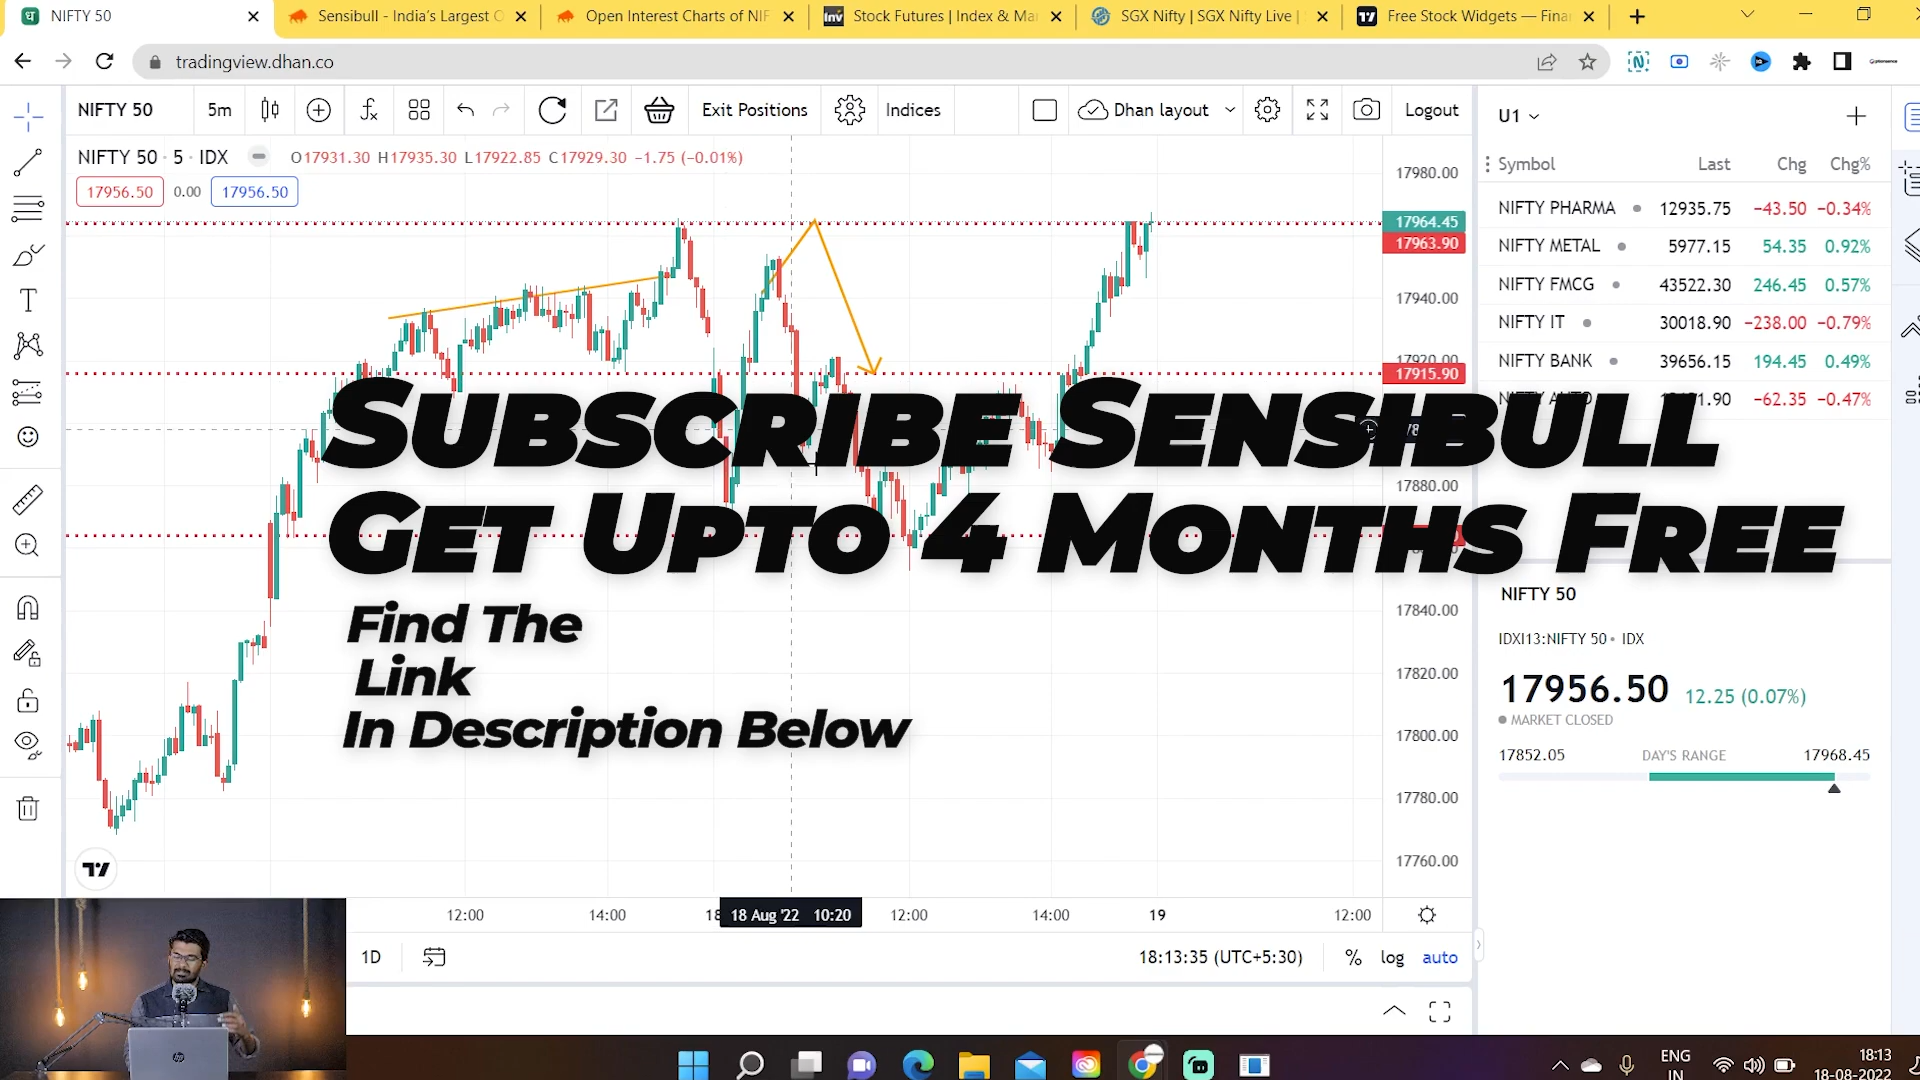 NIFTY 50
Sensibull - India's Largest O
Open Interest Charts of NIF
Stock Futures | Index & Mar
SGX Nifty | SGX Nifty Live |
Free Stock Widgets — Finan
tradingview.dhan.co
NIFTY 50 5m Exit Positions Indices Dhan layout Logout
NIFTY 50 · 5 · IDX O17931.30 H17935.30 L17922.85 C17929.30 −1.75 (−0.01%)
17956.50 0.00 17956.50
U1
Symbol Last Chg Chg%
NIFTY PHARMA 12935.75 −43.50 −0.34%
NIFTY METAL 5977.15 54.35 0.92%
NIFTY FMCG 43522.30 246.45 0.57%
NIFTY IT 30018.90 −238.00 −0.79%
NIFTY BANK 39656.15 194.45 0.49%
NIFTY AUTO −62.35 −0.47%
17980.00
17964.45
17963.90
17940.00
17920.00
17915.90
17880.00
17840.00
17820.00
17800.00
17780.00
17760.00
Subscribe Sensibull
Get Upto 4 Months Free
Find The
Link
In Description Below
NIFTY 50
IDXI13:NIFTY 50 • IDX
17956.50 12.25 (0.07%)
MARKET CLOSED
17852.05 DAY'S RANGE 17968.45
12:00 14:00 18 18 Aug '22 10:20 12:00 14:00 19 12:00
1D 18:13:35 (UTC+5:30) % log auto
hp
ENG
IN
18:13
18-08-2022